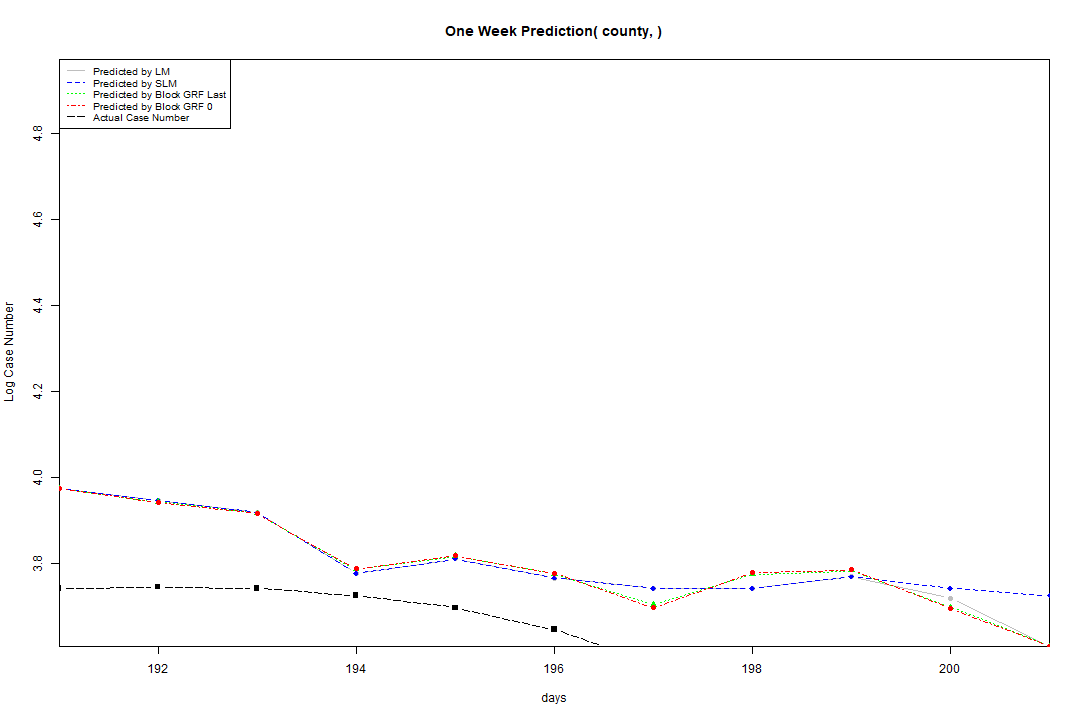 One Week Prediction( county, )
Predicted by LM
Predicted by SLM
Predicted by Block GRF Last
Predicted by Block GRF 0
Actual Case Number
Log Case Number
4.8
4.6
4.4
4.2
4.0
3.8
192
194
196
198
200
days